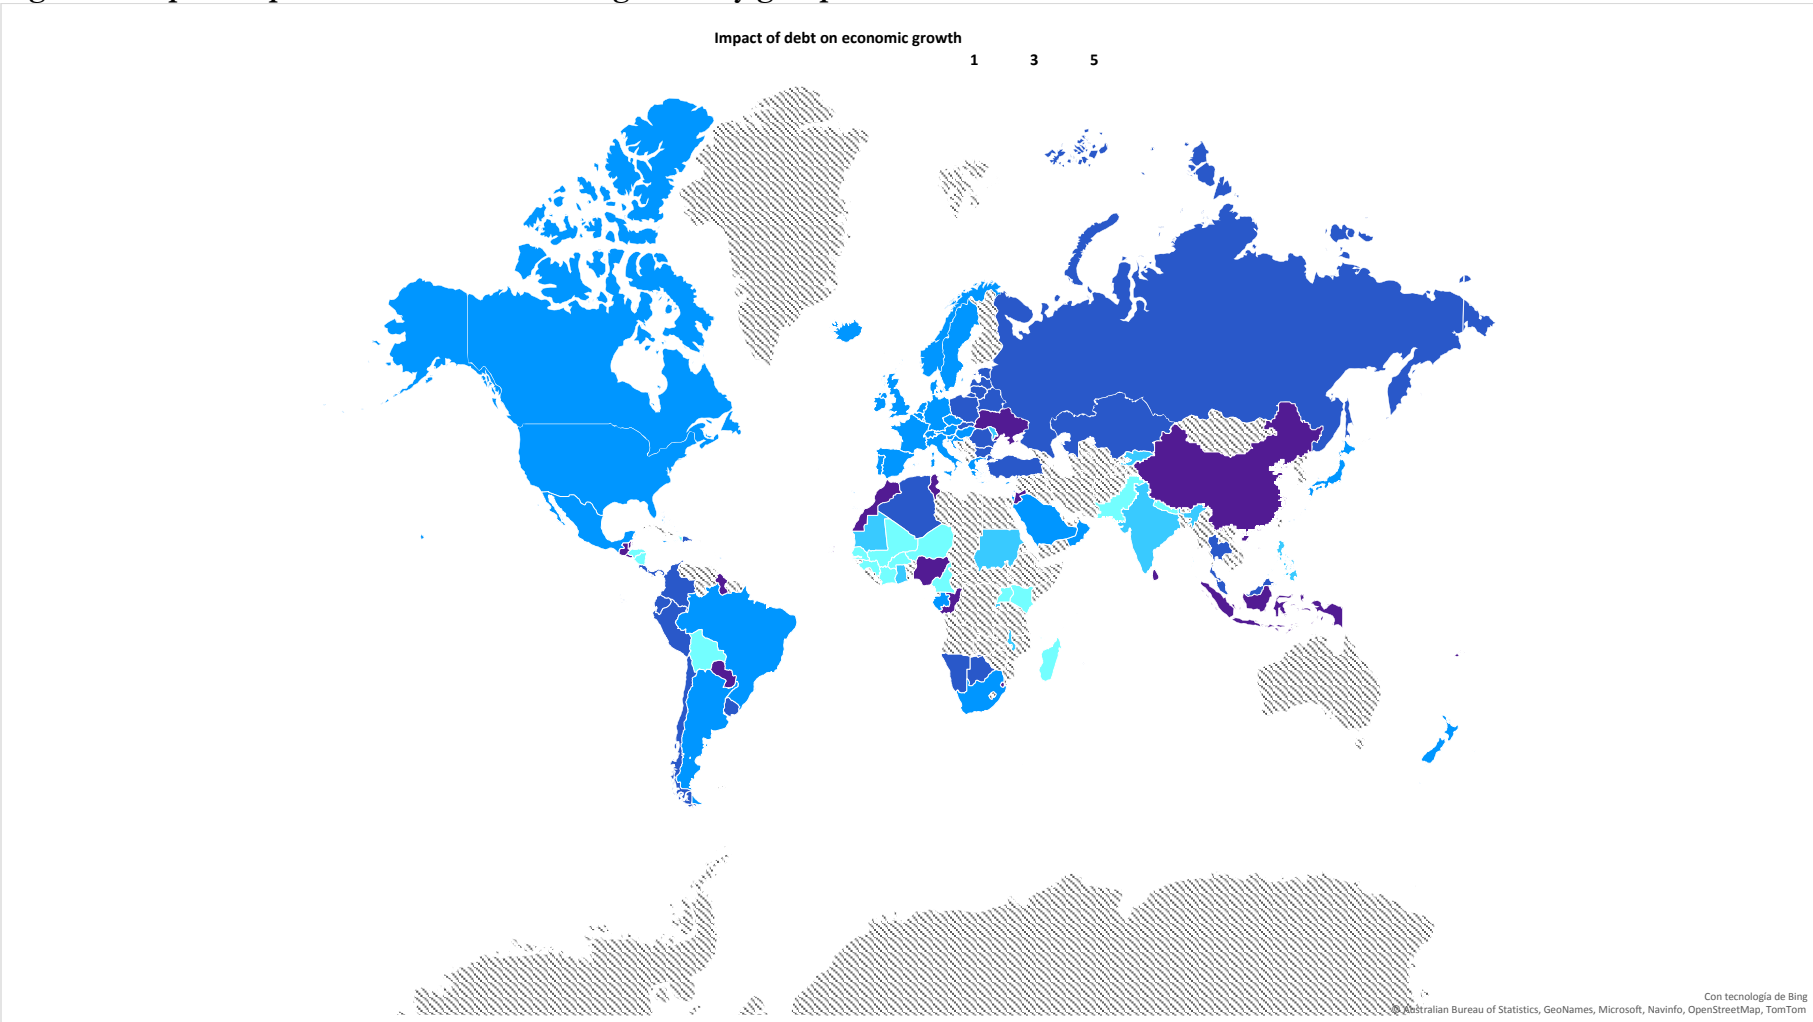 Impact of debt on economic growth
1 3 5
Con tecnología de Bing
© Australian Bureau of Statistics, GeoNames, Microsoft, Navinfo, OpenStreetMap, TomTom